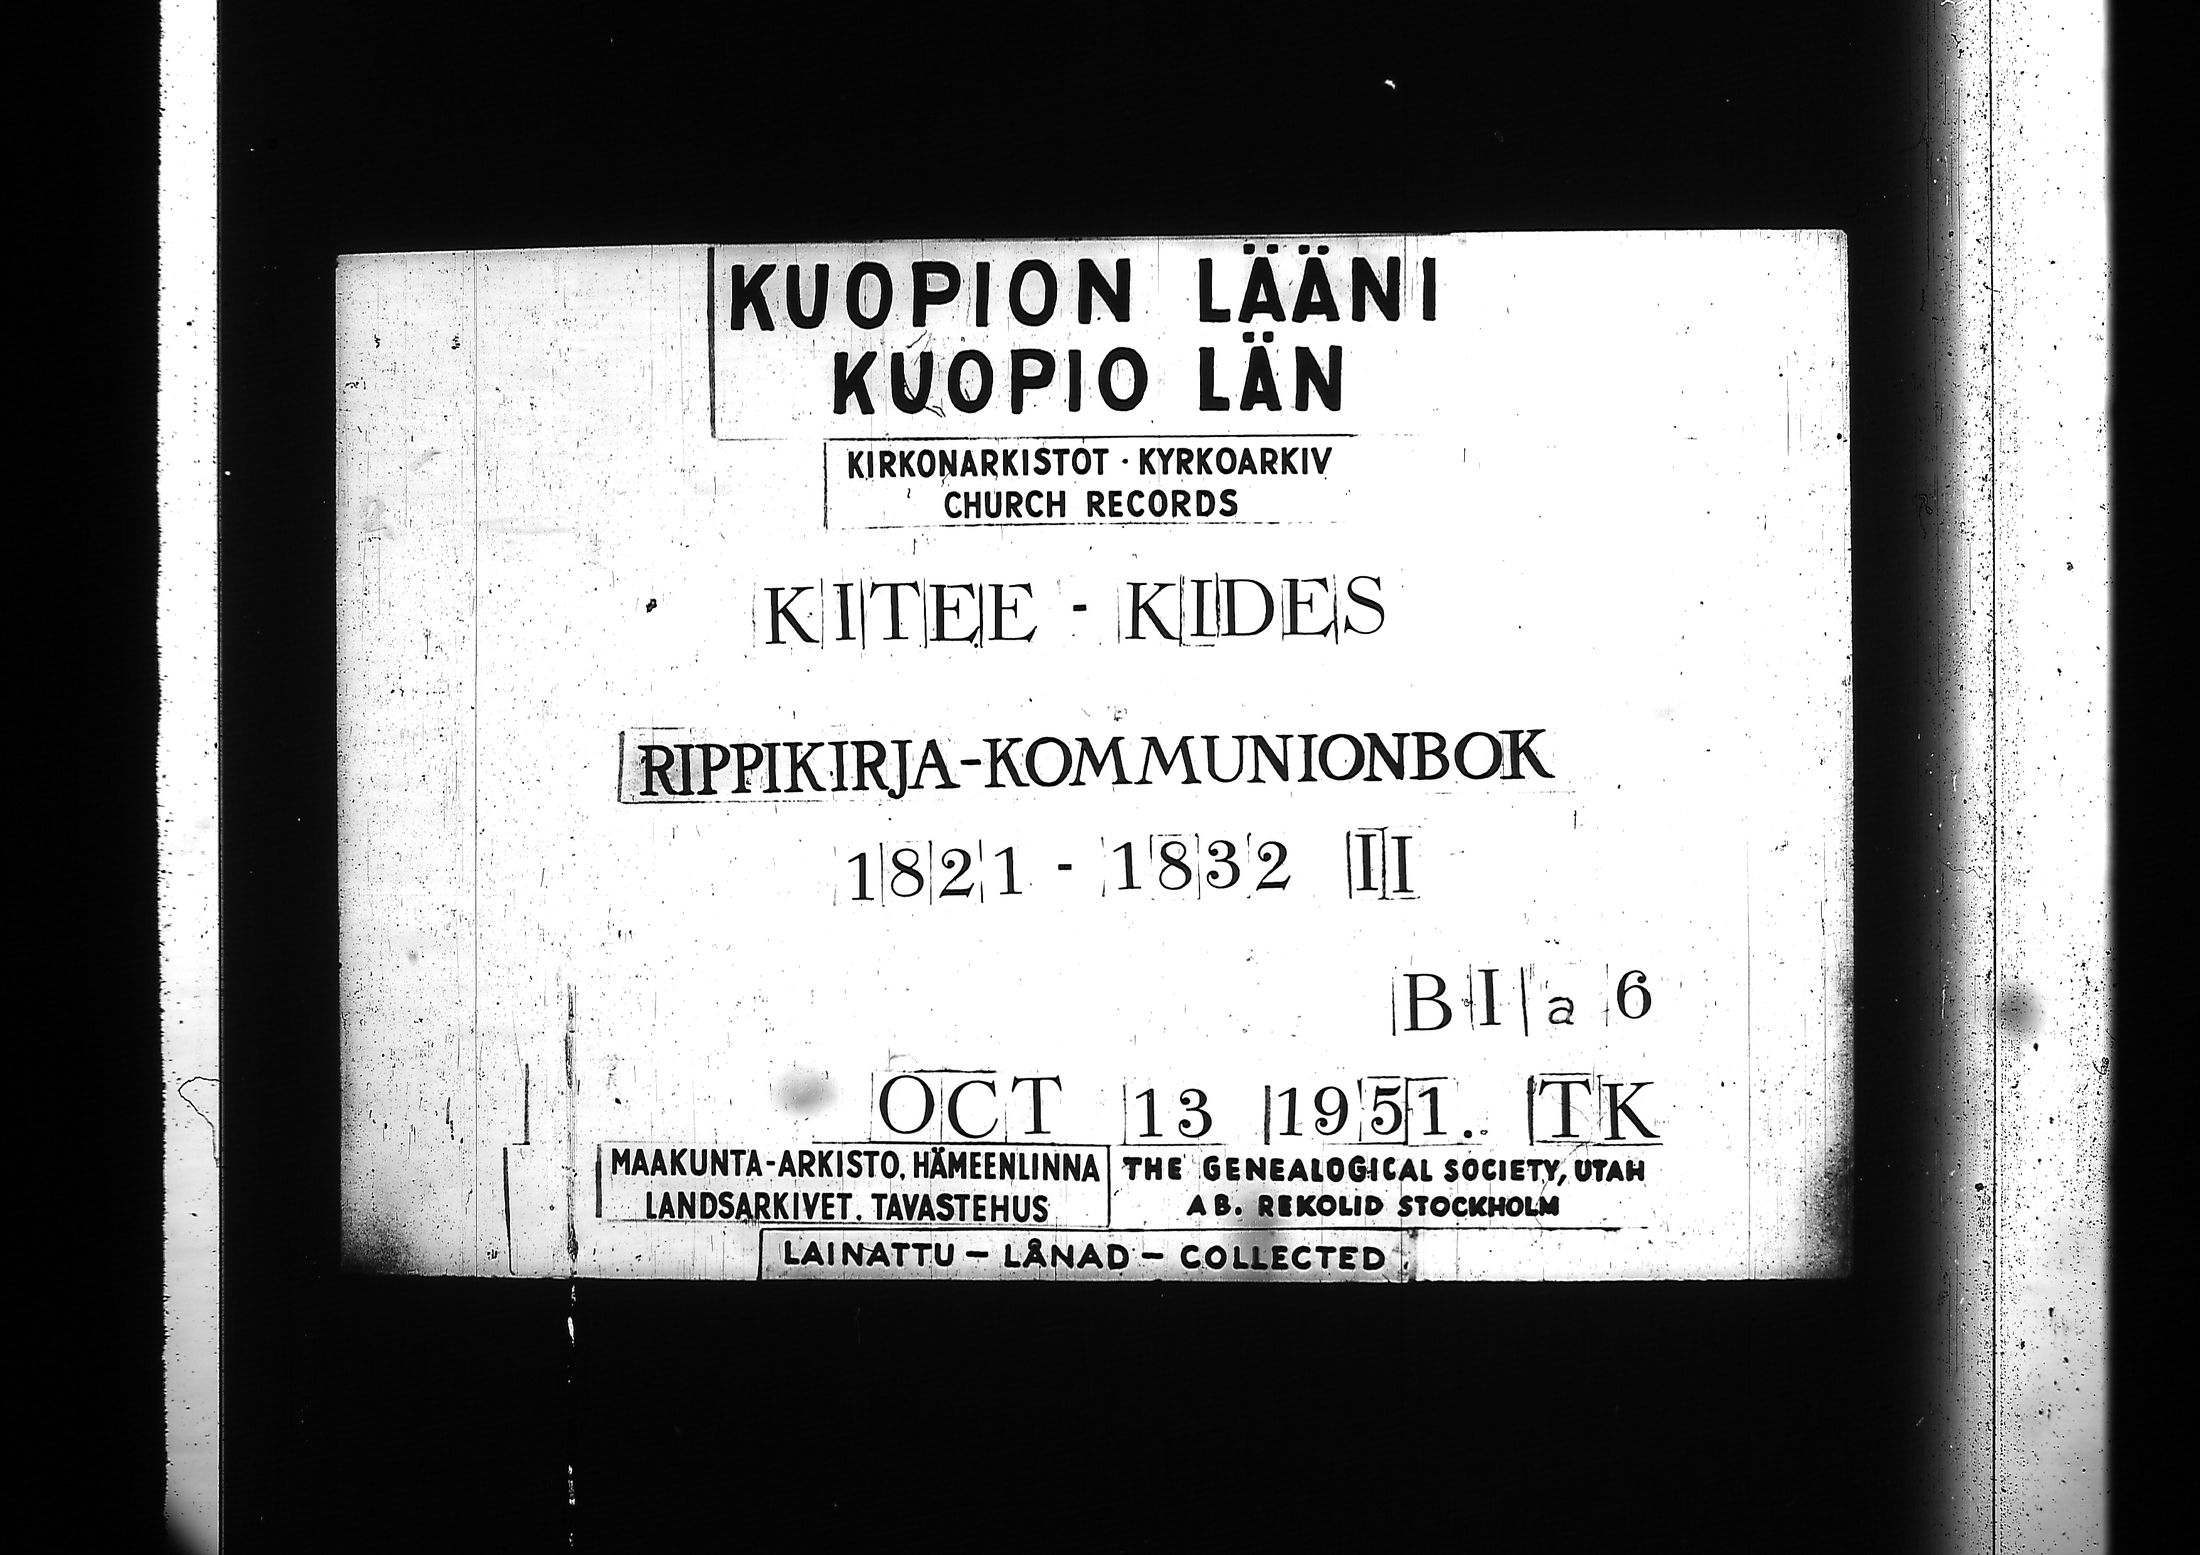 KUOPION LÄÄNI
KUOPIO LÄN
KIRKONARKISTOT · KYRKOARKIV
CHURCH RECORDS
KITEE - KIDES
RIPPIKIRJA-KOMMUNIONBOK
1821 - 1832 II
B I a 6
OCT 13 1951.. TK
MAAKUNTA-ARKISTO, HÄMEENLINNA
LANDSARKIVET, TAVASTEHUS
THE GENEALOGICAL SOCIETY, UTAH
AB. REKOLID STOCKHOLM
LAINATTU — LÅNAD — COLLECTED